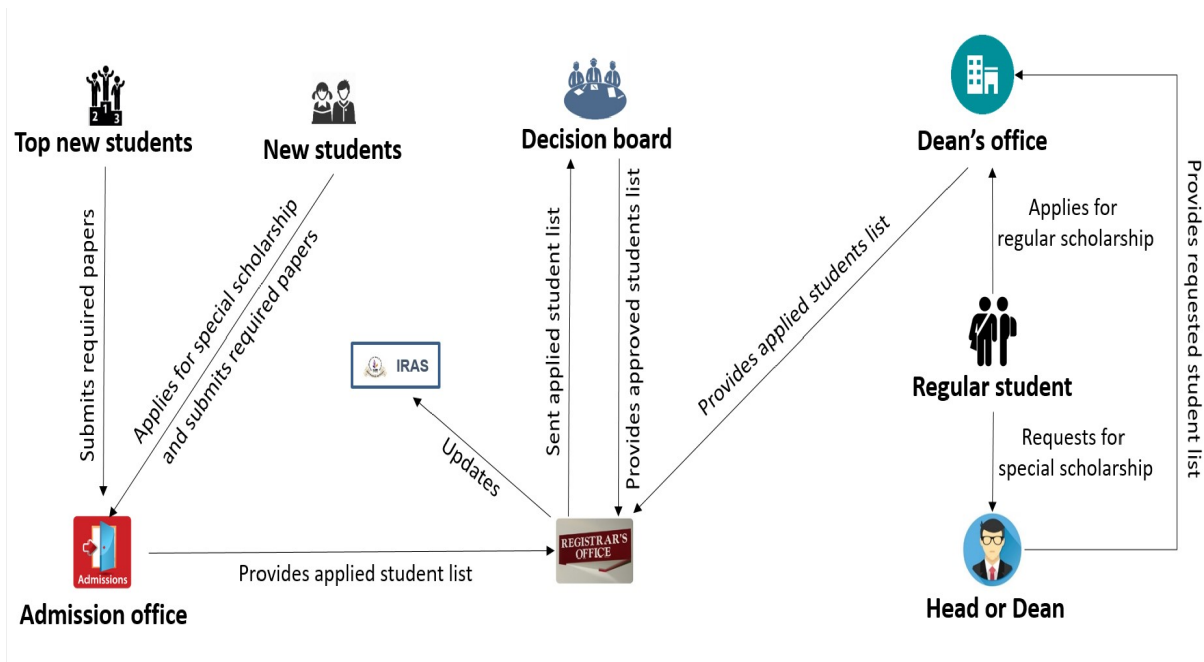 Top new students
New students
Decision board
Dean's office
Submits required papers
Applies for special scholarship
and submits required papers
Sent applied student list
Provides approved students list
Provides applied students list
Applies for
regular scholarship
Provides requested student list
IRAS
Updates
Regular student
Requests for
special scholarship
Admissions
Admission office
Provides applied student list
REGISTRAR'S
OFFICE
Head or Dean
2 1 3